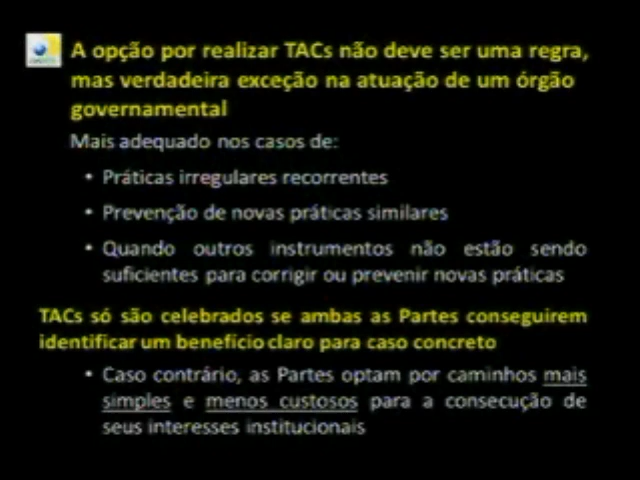 A opção por realizar TACs não deve ser uma regra,
mas verdadeira exceção na atuação de um órgão
governamental
Mais adequado nos casos de:
• Práticas irregulares recorrentes
• Prevenção de novas práticas similares
• Quando outros instrumentos não estão sendo
suficientes para corrigir ou prevenir novas práticas
TACs só são celebrados se ambas as Partes conseguirem
identificar um benefício claro para caso concreto
• Caso contrário, as Partes optam por caminhos mais
simples e menos custosos para a consecução de
seus interesses institucionais